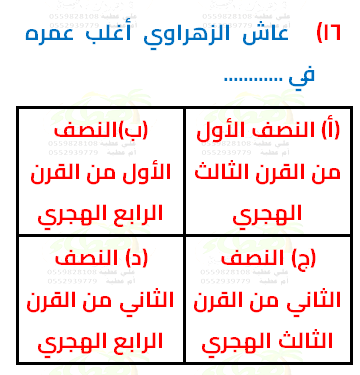 ١٦) عاش الزهراوي أغلب عمره
في ............
(أ) النصف الأول
من القرن الثالث
الهجري
(ب)النصف
الأول من القرن
الرابع الهجري
(ج) النصف
الثاني من القرن
الثالث الهجري
(د) النصف
الثاني من القرن
الرابع الهجري